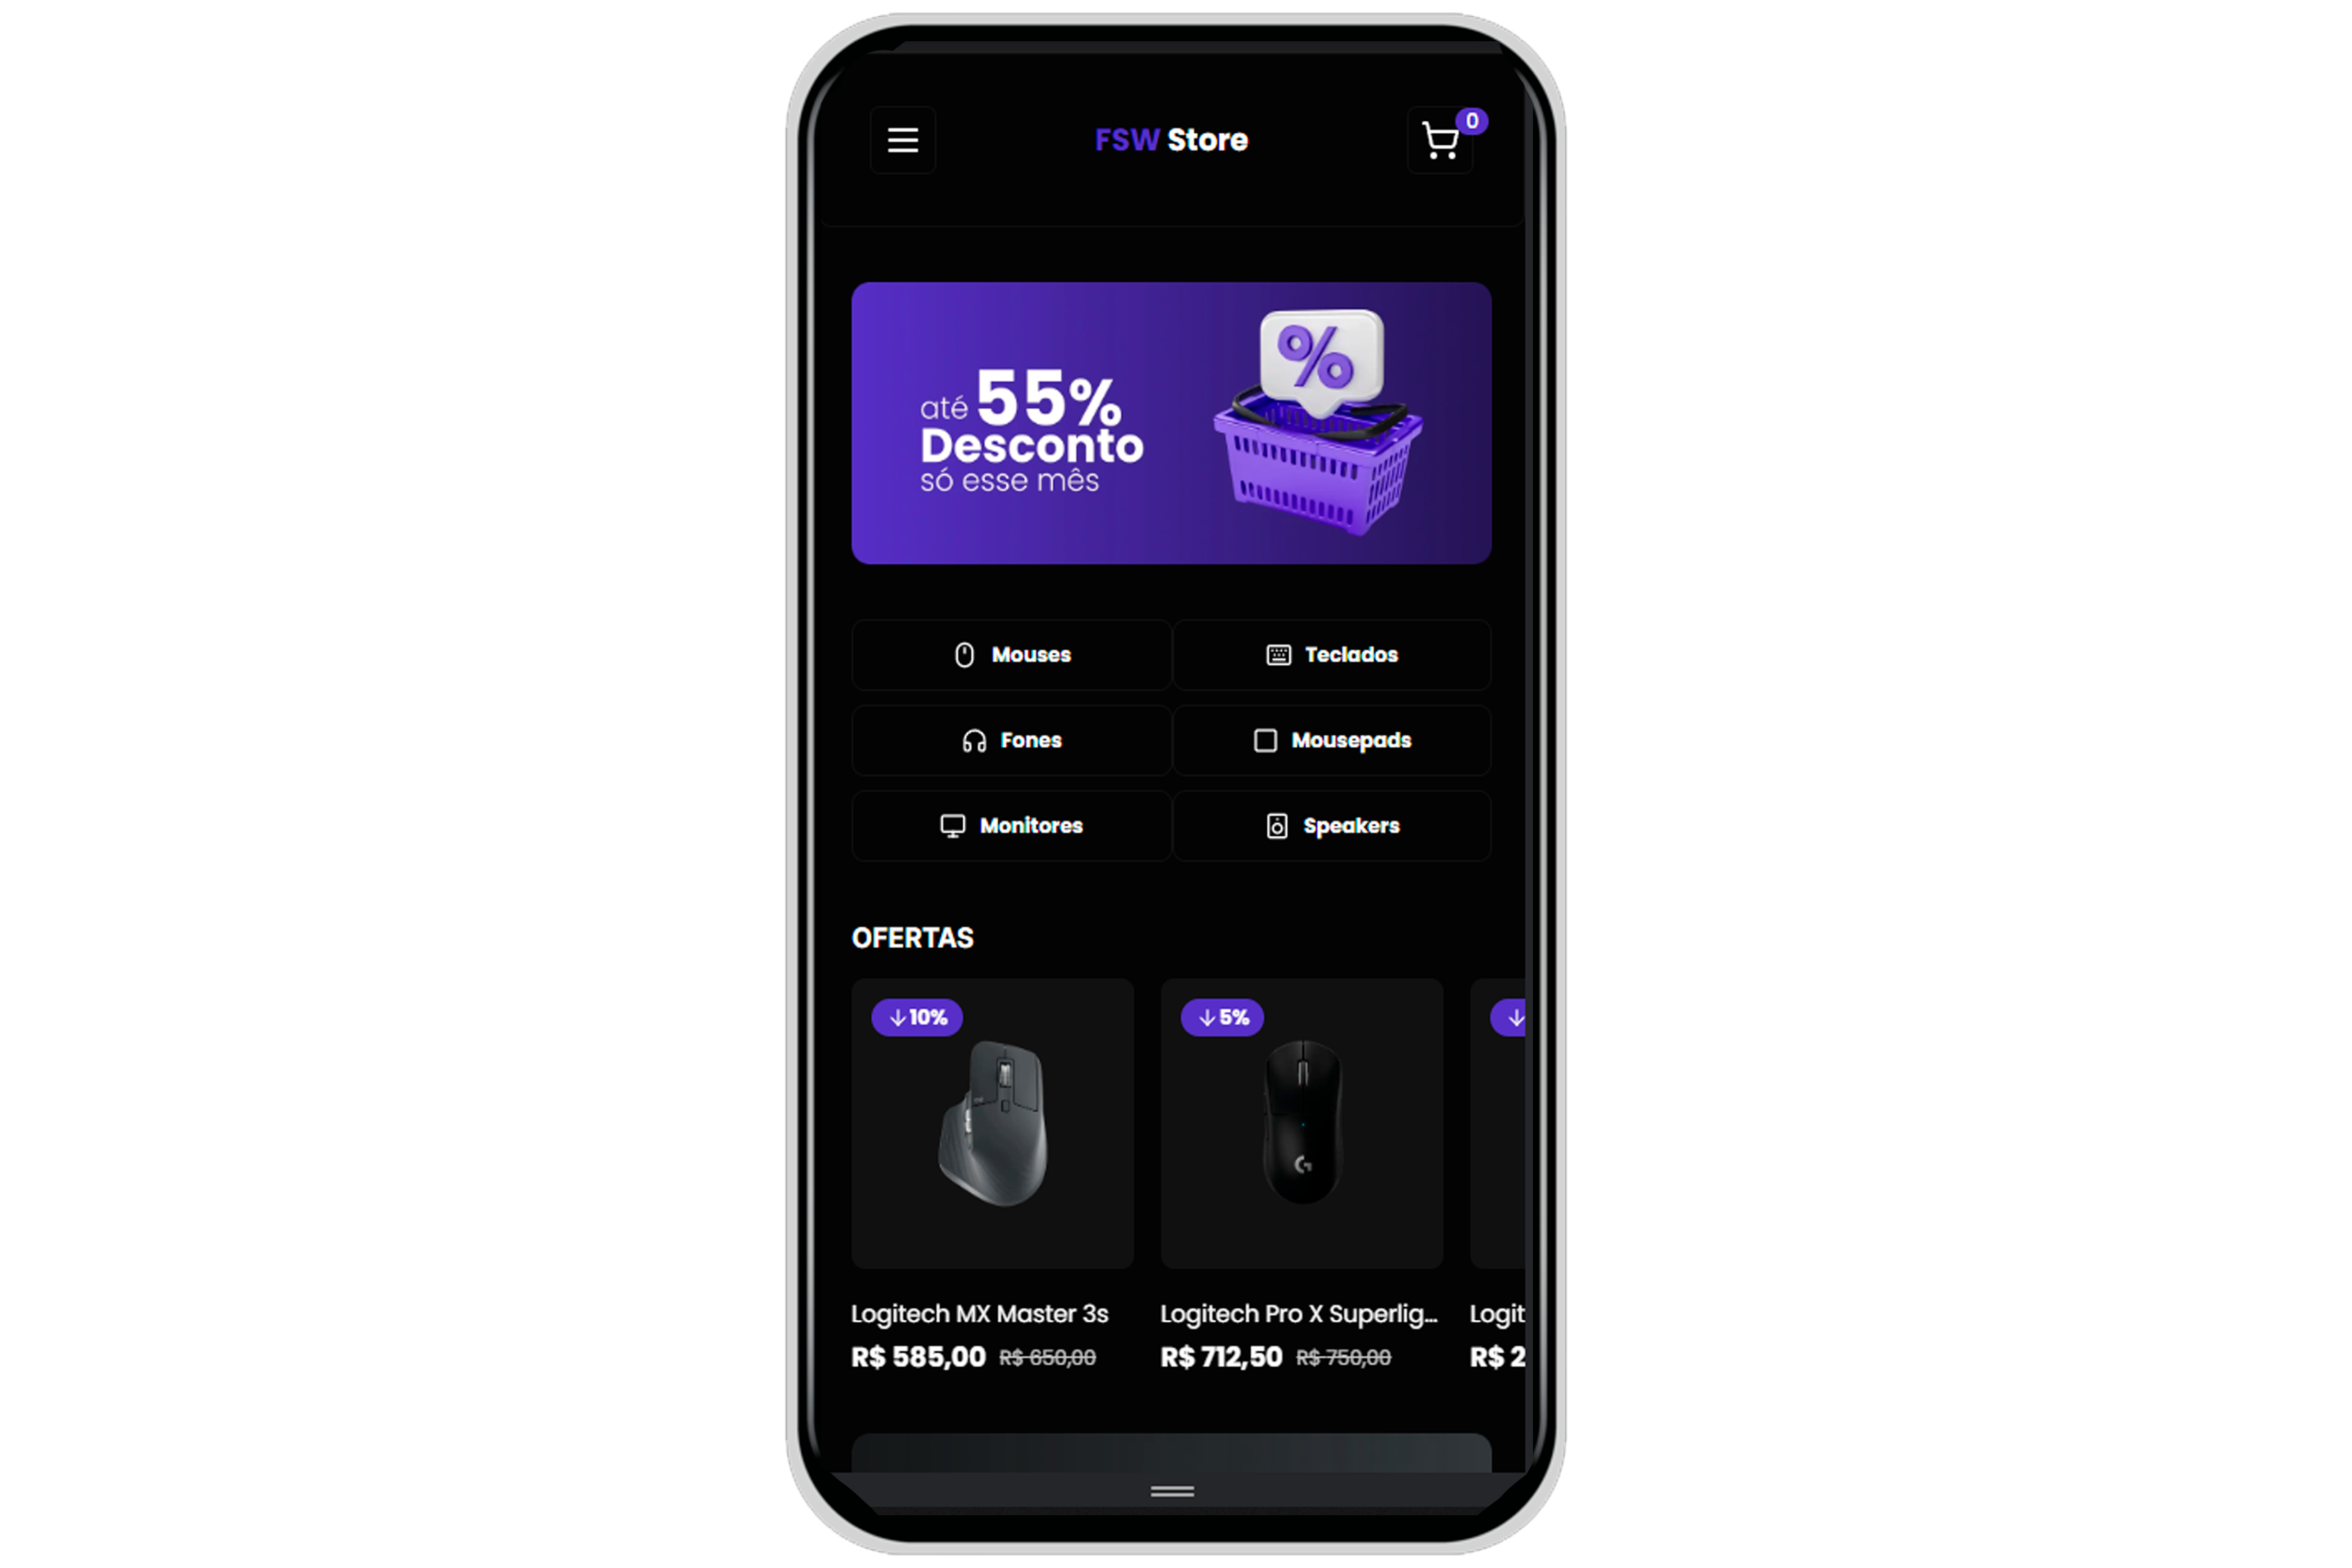 FSW Store
0
%
até 55%
Desconto
só esse mês
Mouses
Teclados
Fones
Mousepads
Monitores
Speakers
OFERTAS
10%
5%
Logitech MX Master 3s
R$ 585,00 R$ 650,00
Logitech Pro X Superlig...
R$ 712,50 R$ 750,00
Logit
R$ 2